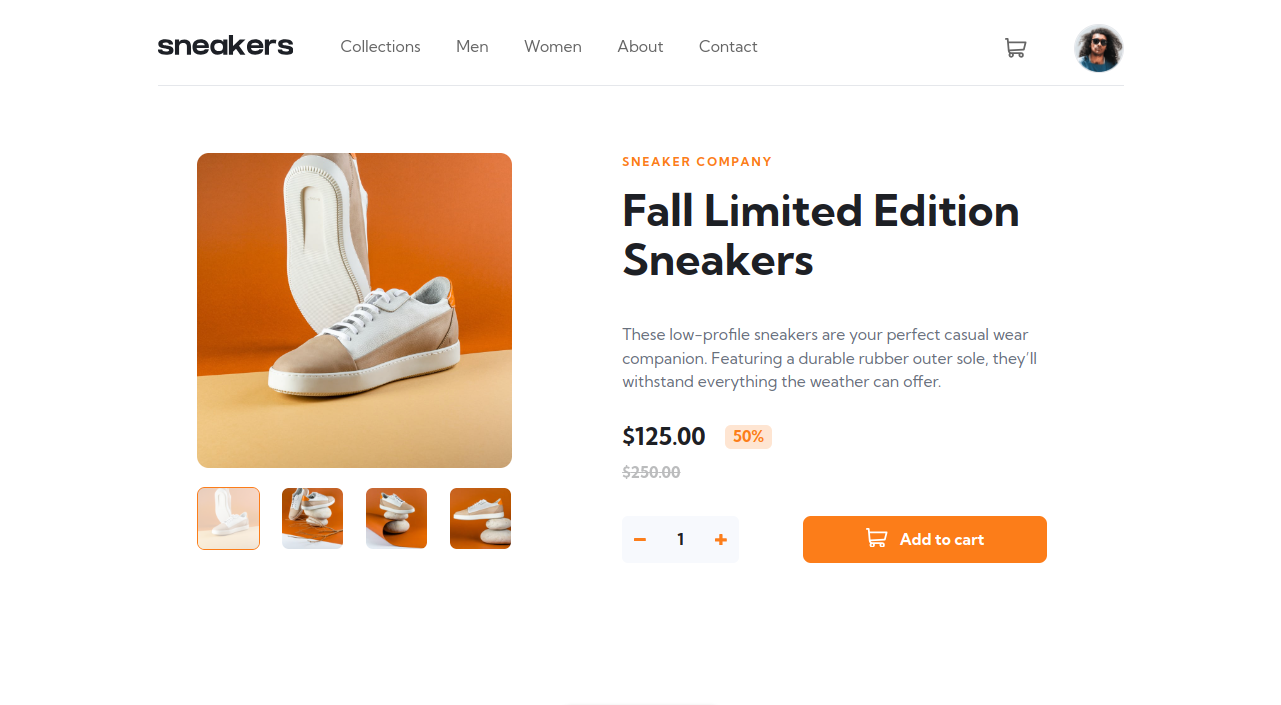 sneakers
Collections Men Women About Contact
SNEAKER COMPANY
Fall Limited Edition
Sneakers
These low-profile sneakers are your perfect casual wear
companion. Featuring a durable rubber outer sole, they’ll
withstand everything the weather can offer.
$125.00 50%
$250.00
1 Add to cart